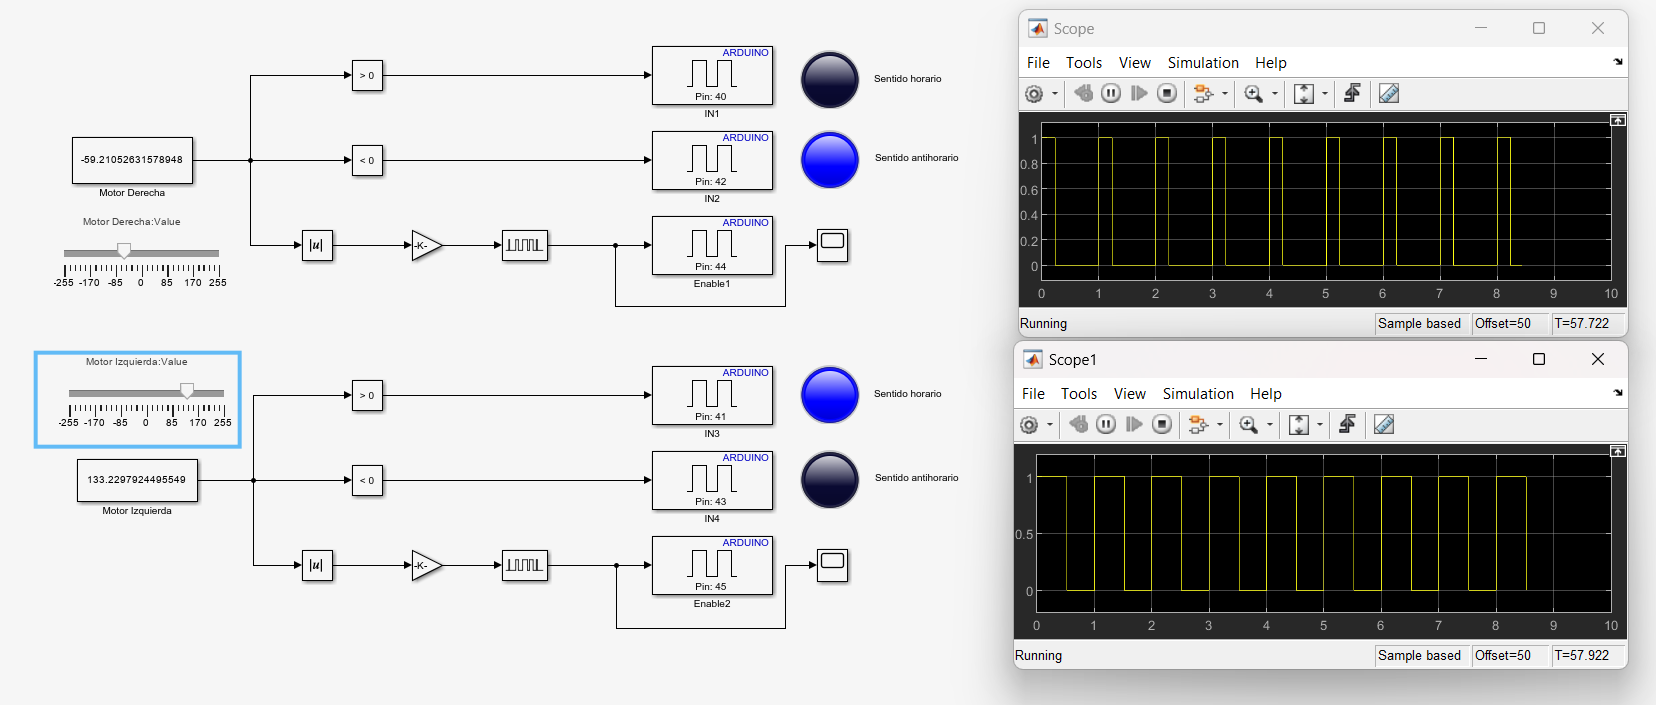 ARDUINO
> 0
Pin: 40
IN1
Sentido horario
ARDUINO
-59.21052631578948
< 0
Pin: 42
IN2
Sentido antihorario
Motor Derecha
Motor Derecha:Value
-255 -170 -85 0 85 170 255
ARDUINO
|u|
-K-
Pin: 44
Enable1
Motor Izquierda:Value
-255 -170 -85 0 85 170 255
ARDUINO
> 0
Pin: 41
IN3
Sentido horario
ARDUINO
133.2297924495549
< 0
Pin: 43
IN4
Sentido antihorario
Motor Izquierda
ARDUINO
|u|
-K-
Pin: 45
Enable2
Scope
File Tools View Simulation Help
1
0.8
0.6
0.4
0.2
0
0 1 2 3 4 5 6 7 8 9 10
Running Sample based Offset=50 T=57.722
Scope1
File Tools View Simulation Help
1
0.5
0
0 1 2 3 4 5 6 7 8 9 10
Running Sample based Offset=50 T=57.922